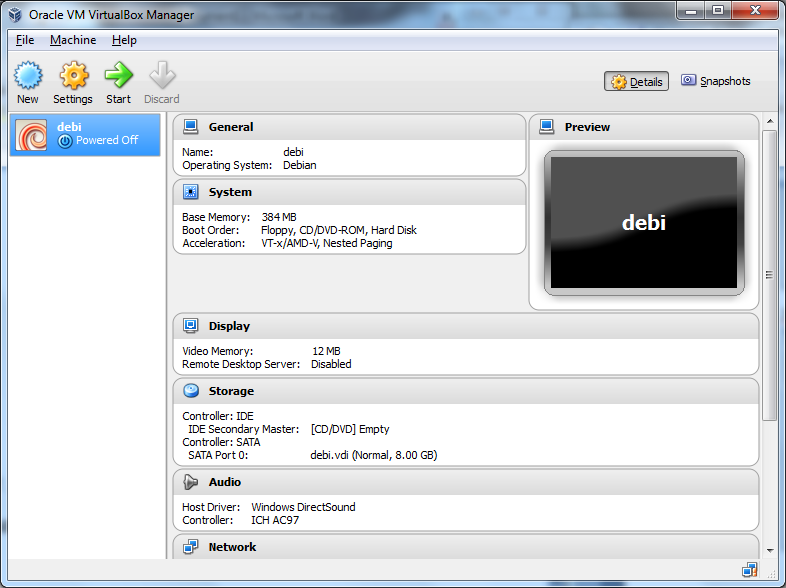 Oracle VM VirtualBox Manager
File Machine Help
New Settings Start Discard
Details Snapshots
debi
Powered Off
General
Name: debi
Operating System: Debian
System
Base Memory: 384 MB
Boot Order: Floppy, CD/DVD-ROM, Hard Disk
Acceleration: VT-x/AMD-V, Nested Paging
Preview
debi
Display
Video Memory: 12 MB
Remote Desktop Server: Disabled
Storage
Controller: IDE
IDE Secondary Master: [CD/DVD] Empty
Controller: SATA
SATA Port 0: debi.vdi (Normal, 8.00 GB)
Audio
Host Driver: Windows DirectSound
Controller: ICH AC97
Network